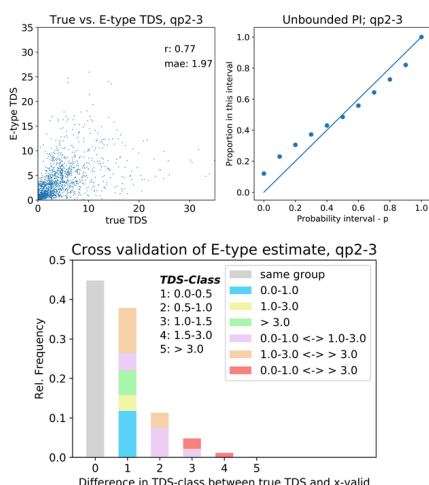 True vs. E-type TDS, qp2-3
35
30
25
20
15
10
5
0
E-type TDS
r: 0.77
mae: 1.97
0 10 20 30
true TDS
Unbounded PI; qp2-3
1.0
0.8
0.6
0.4
0.2
0.0
Proportion in this interval
0.0 0.2 0.4 0.6 0.8 1.0
Probability interval - p
Cross validation of E-type estimate, qp2-3
0.5
0.4
0.3
0.2
0.1
0.0
Rel. Frequency
TDS-Class
1: 0.0-0.5
2: 0.5-1.0
3: 1.0-1.5
4: 1.5-3.0
5: > 3.0
same group
0.0-1.0
1.0-3.0
> 3.0
0.0-1.0 <-> 1.0-3.0
1.0-3.0 <-> > 3.0
0.0-1.0 <-> > 3.0
0 1 2 3 4 5
Difference in TDS-class between true TDS and x-valid